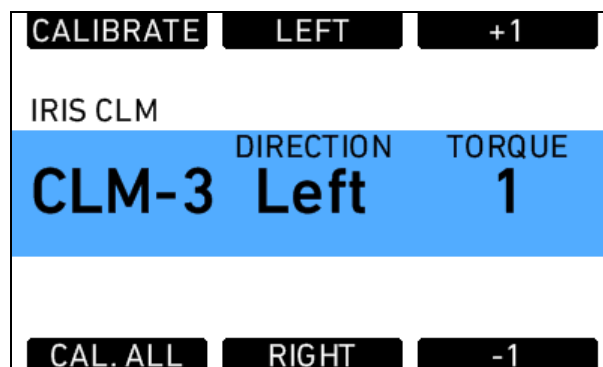 CALIBRATE LEFT +1
IRIS CLM
DIRECTION TORQUE
CLM-3 Left 1
CAL. ALL RIGHT -1